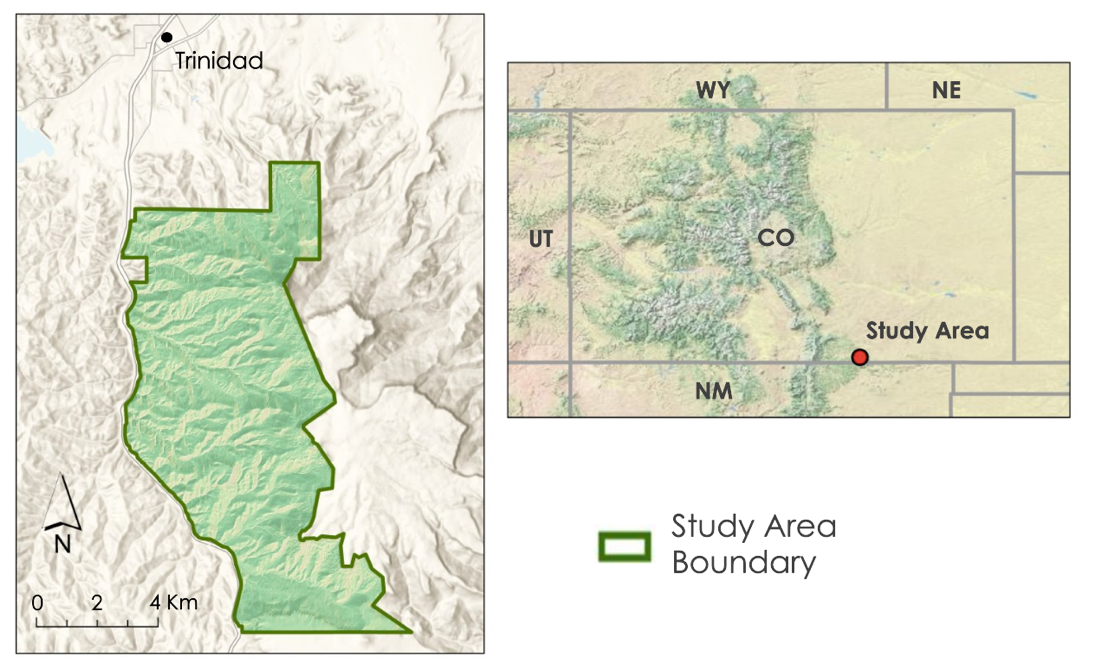 Trinidad
N
0 2 4 Km
WY
NE
UT
CO
Study Area
NM
Study Area
Boundary